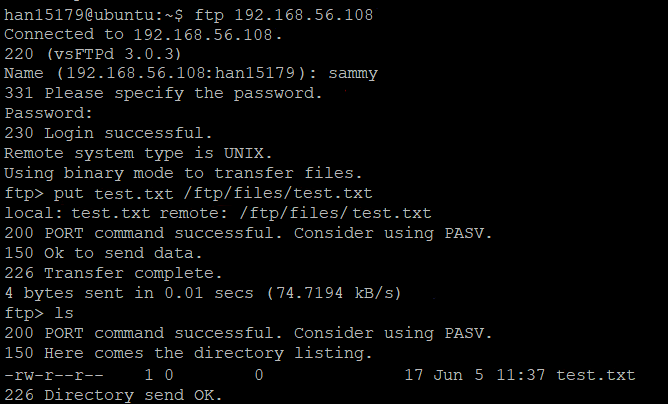 han15179@ubuntu:~$ ftp 192.168.56.108
Connected to 192.168.56.108.
220 (vsFTPd 3.0.3)
Name (192.168.56.108:han15179): sammy
331 Please specify the password.
Password:
230 Login successful.
Remote system type is UNIX.
Using binary mode to transfer files.
ftp> put test.txt /ftp/files/test.txt
local: test.txt remote: /ftp/files/test.txt
200 PORT command successful. Consider using PASV.
150 Ok to send data.
226 Transfer complete.
4 bytes sent in 0.01 secs (74.7194 kB/s)
ftp> ls
200 PORT command successful. Consider using PASV.
150 Here comes the directory listing.
-rw-r--r--    1 0        0              17 Jun 5 11:37 test.txt
226 Directory send OK.